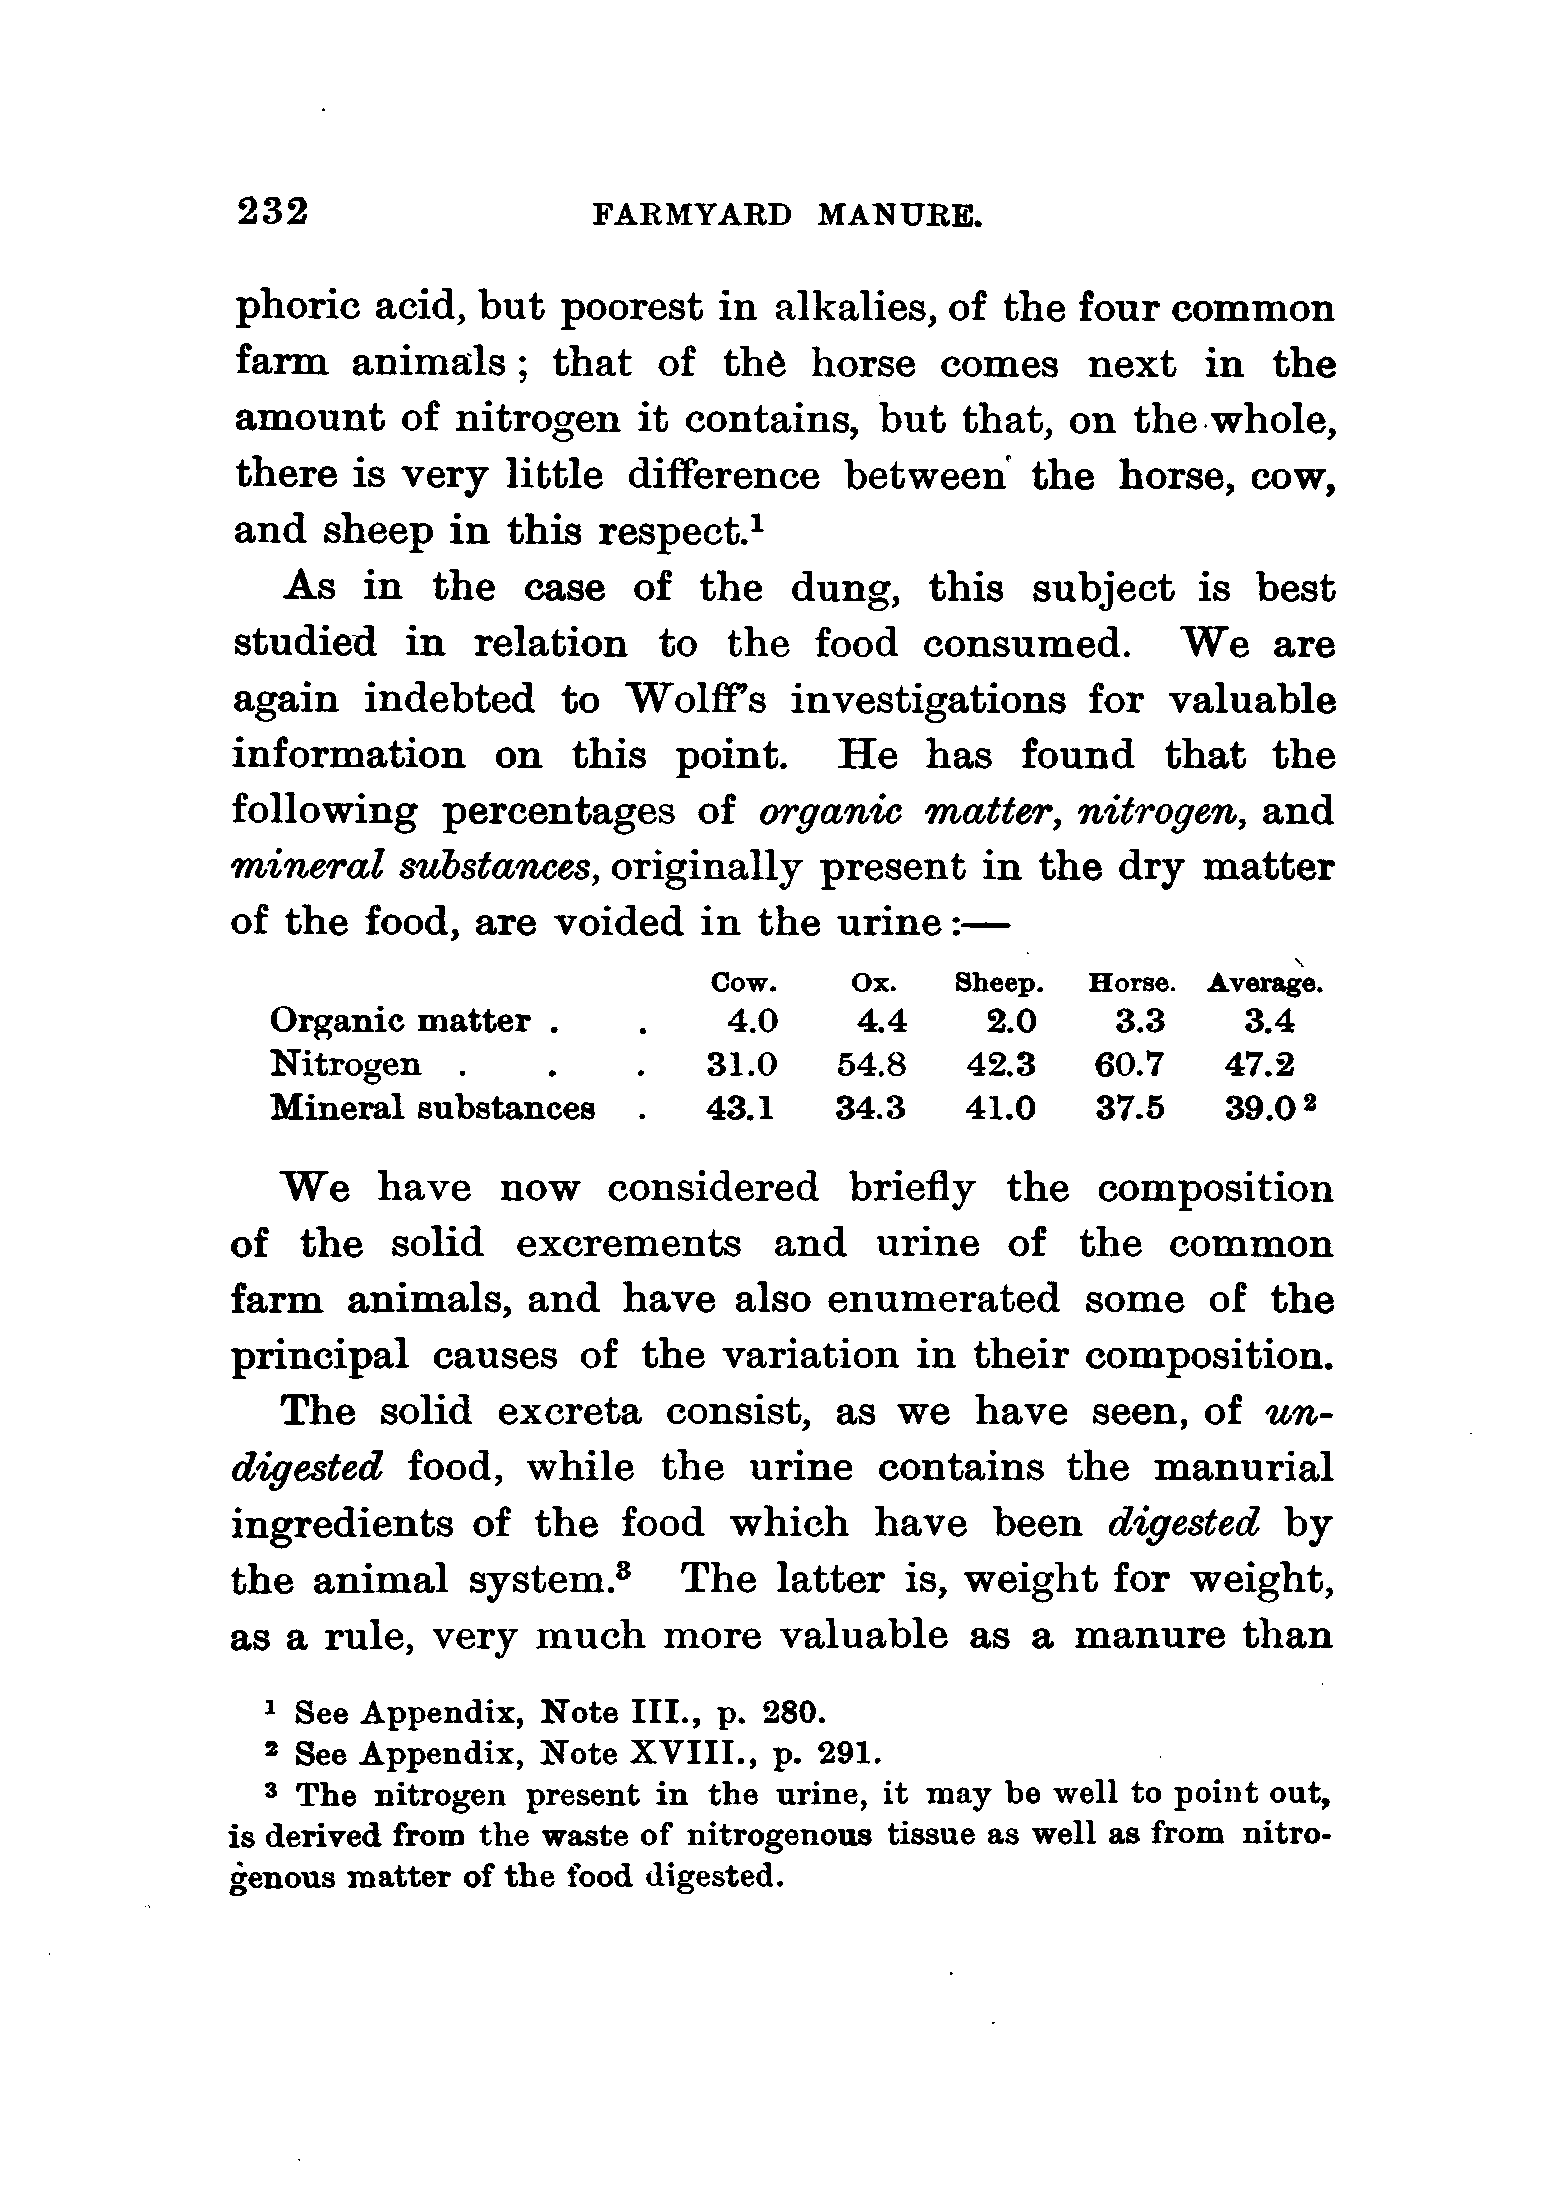 232 FARMYARD MANURE.
phoric acid, but poorest in alkalies, of the four common
farm animals ; that of the horse comes next in the
amount of nitrogen it contains, but that, on the whole,
there is very little difference between the horse, cow,
and sheep in this respect.¹
As in the case of the dung, this subject is best
studied in relation to the food consumed. We are
again indebted to Wolff's investigations for valuable
information on this point. He has found that the
following percentages of organic matter, nitrogen, and
mineral substances, originally present in the dry matter
of the food, are voided in the urine :—
Cow. Ox. Sheep. Horse. Average.
Organic matter . . 4.0 4.4 2.0 3.3 3.4
Nitrogen . . . 31.0 54.8 42.3 60.7 47.2
Mineral substances . 43.1 34.3 41.0 37.5 39.0 ²
We have now considered briefly the composition
of the solid excrements and urine of the common
farm animals, and have also enumerated some of the
principal causes of the variation in their composition.
The solid excreta consist, as we have seen, of un-
digested food, while the urine contains the manurial
ingredients of the food which have been digested by
the animal system.³ The latter is, weight for weight,
as a rule, very much more valuable as a manure than
¹ See Appendix, Note III., p. 280.
² See Appendix, Note XVIII., p. 291.
³ The nitrogen present in the urine, it may be well to point out,
is derived from the waste of nitrogenous tissue as well as from nitro-
genous matter of the food digested.